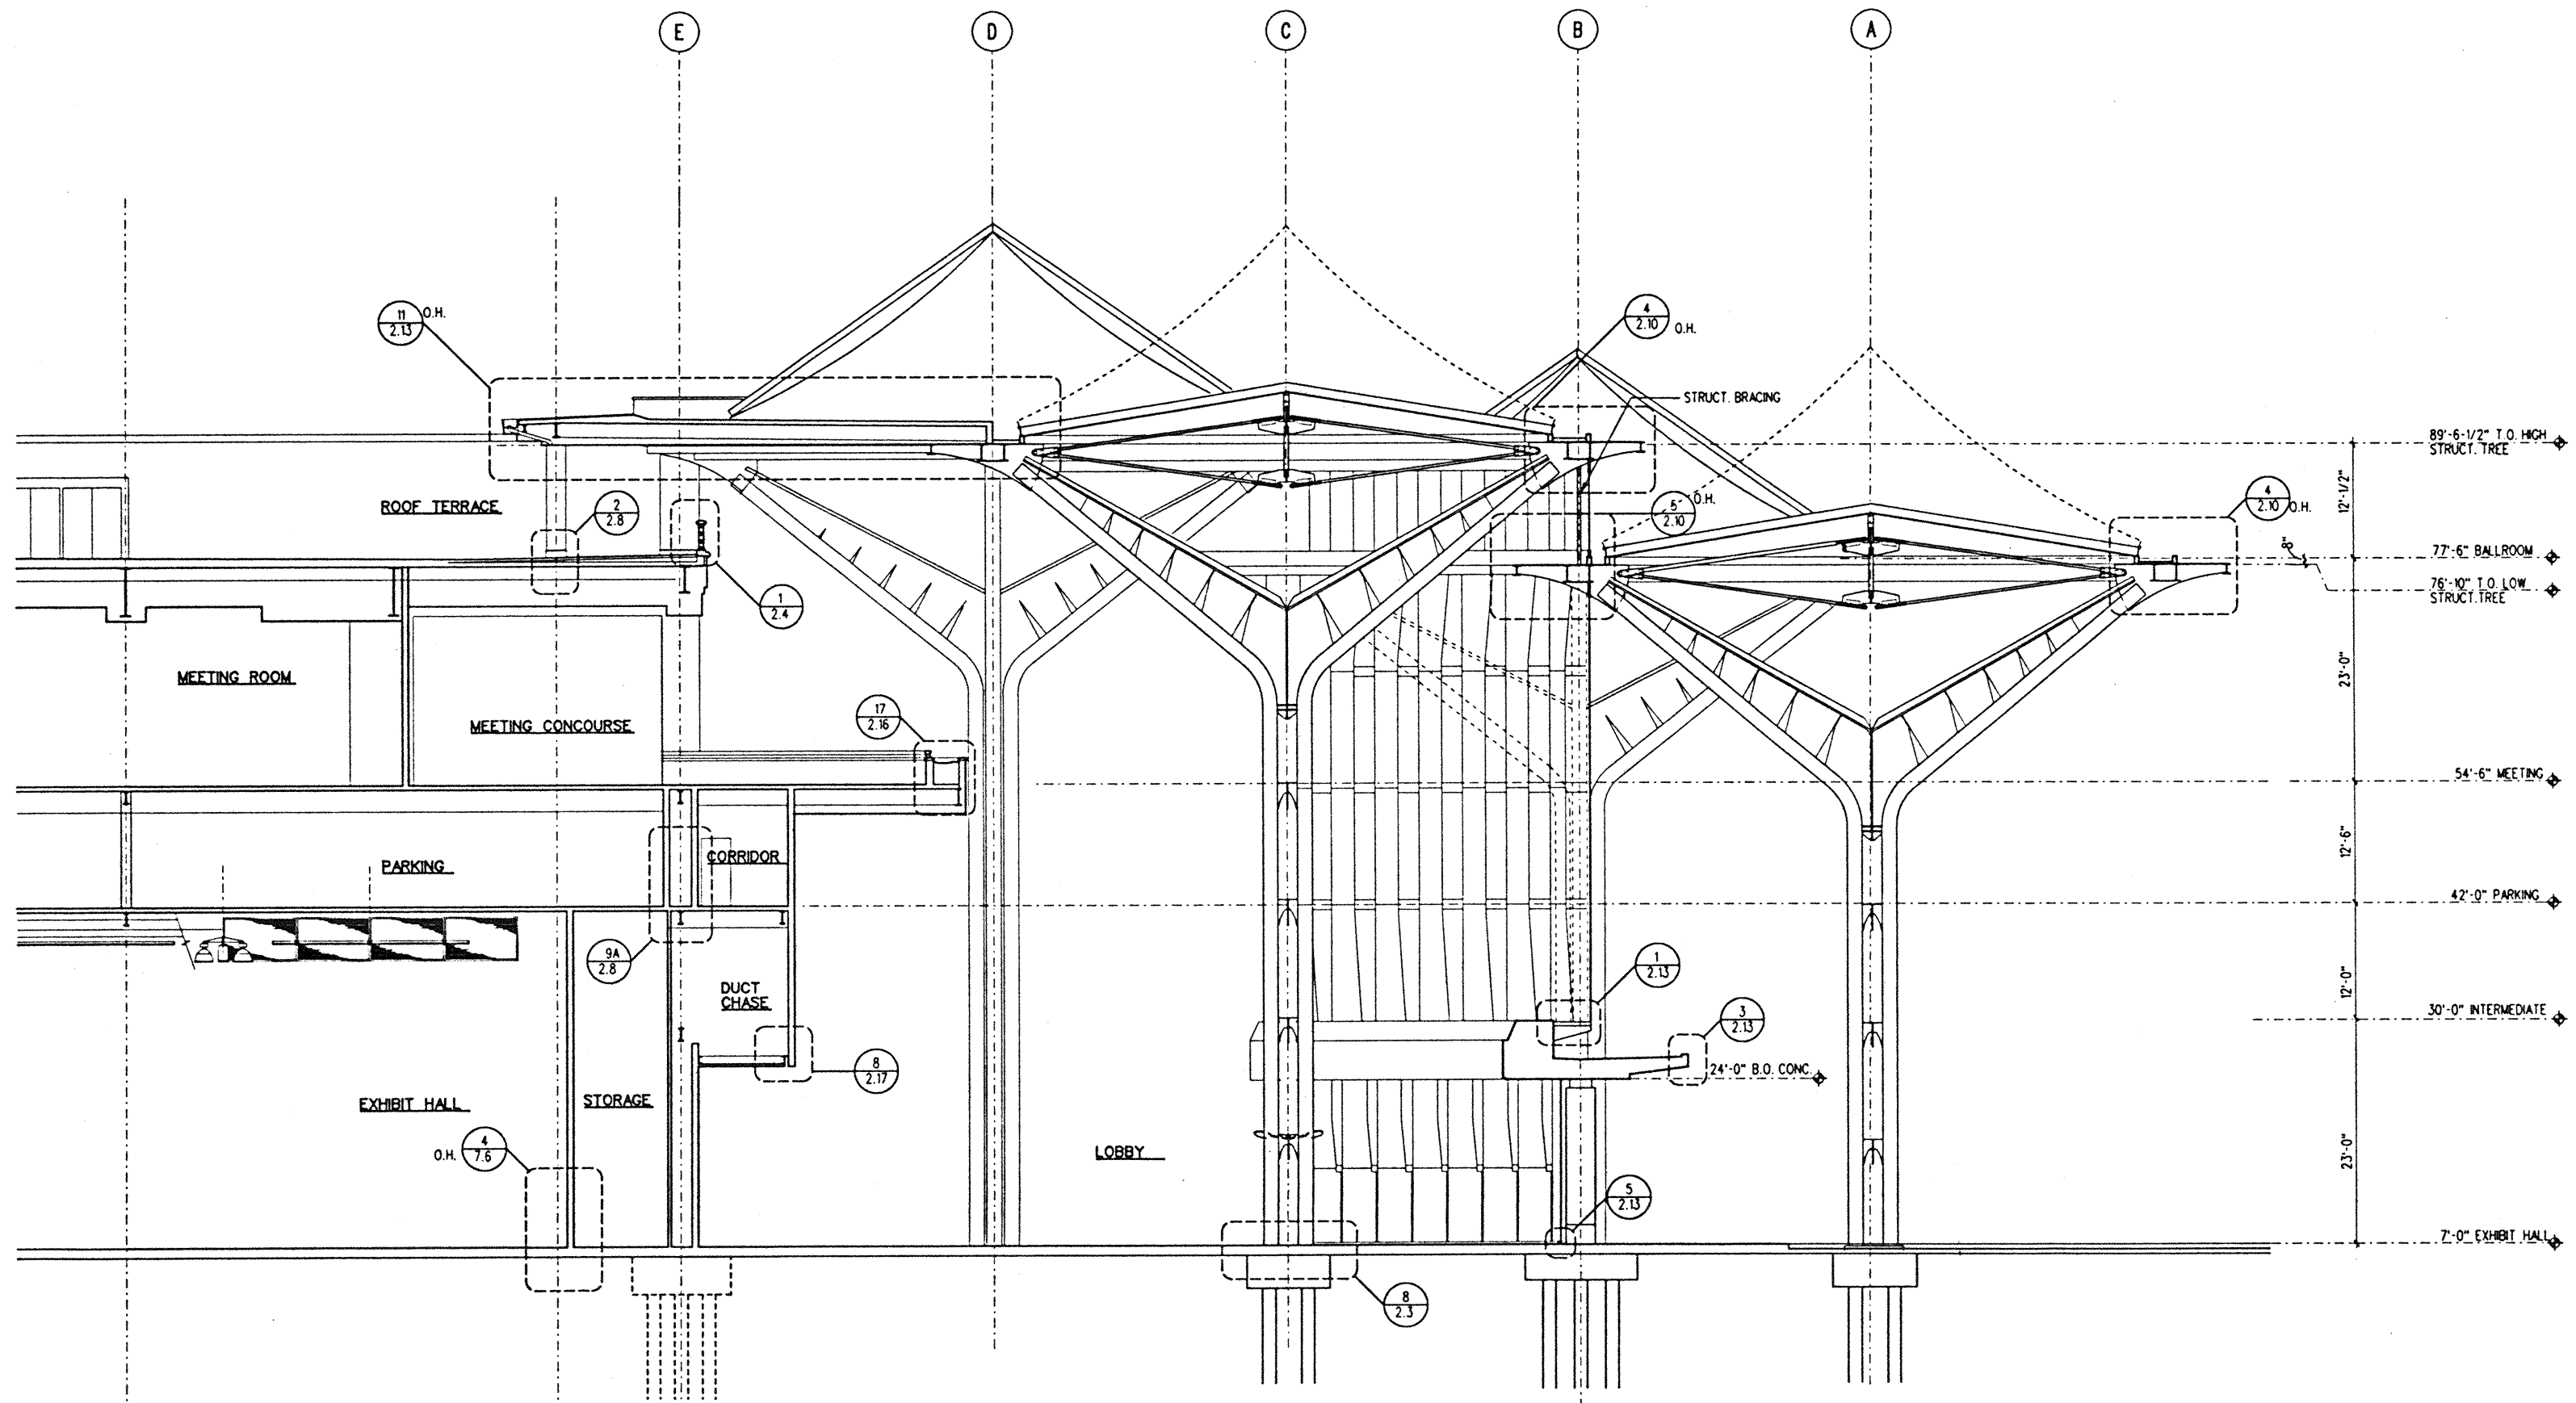 E
D
C
B
A
11
2.13
O.H.
4
2.10
O.H.
STRUCT. BRACING
89'-6-1/2" T.O. HIGH
STRUCT. TREE
12'-1/2"
ROOF TERRACE
2
2.8
5
2.10
O.H.
4
2.10
O.H.
8"
77'-6" BALLROOM
76'-10" T.O. LOW
STRUCT. TREE
1
2.4
MEETING ROOM
MEETING CONCOURSE
17
2.16
23'-0"
54'-6" MEETING
PARKING
CORRIDOR
12'-6"
42'-0" PARKING
9A
2.8
DUCT
CHASE
1
2.13
3
2.13
12'-0"
30'-0" INTERMEDIATE
24'-0" B.O. CONC.
8
2.17
EXHIBIT HALL
STORAGE
LOBBY
O.H.
4
7.6
5
2.13
23'-0"
7'-0" EXHIBIT HALL
8
2.3